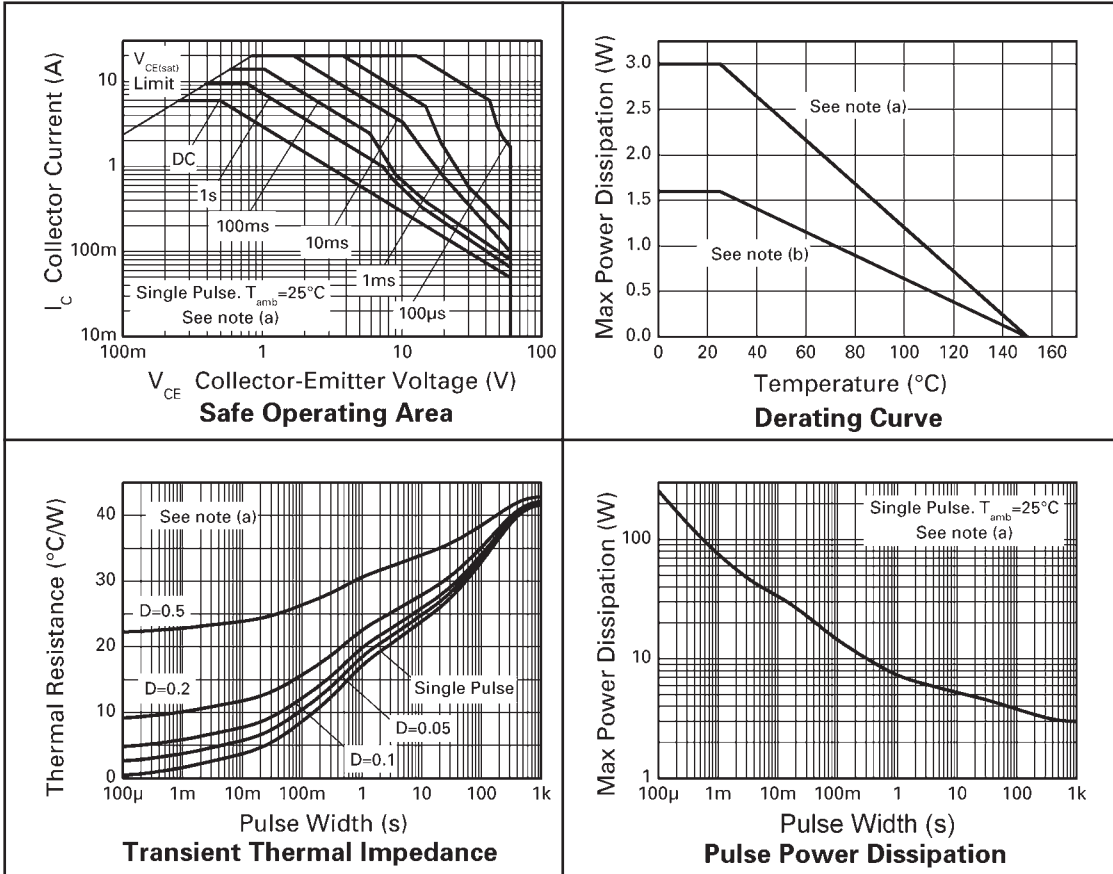 I_C Collector Current (A)
10
1
100m
10m
V_CE(sat)
Limit
DC
1s
100ms
10ms
1ms
100µs
Single Pulse. T_amb=25°C
See note (a)
100m 1 10 100
V_CE Collector-Emitter Voltage (V)
Safe Operating Area
Max Power Dissipation (W)
3.0
2.5
2.0
1.5
1.0
0.5
0.0
See note (a)
See note (b)
0 20 40 60 80 100 120 140 160
Temperature (°C)
Derating Curve
Thermal Resistance (°C/W)
40
30
20
10
0
See note (a)
D=0.5
D=0.2
Single Pulse
D=0.05
D=0.1
100µ 1m 10m 100m 1 10 100 1k
Pulse Width (s)
Transient Thermal Impedance
Max Power Dissipation (W)
100
10
1
Single Pulse. T_amb=25°C
See note (a)
100µ 1m 10m 100m 1 10 100 1k
Pulse Width (s)
Pulse Power Dissipation